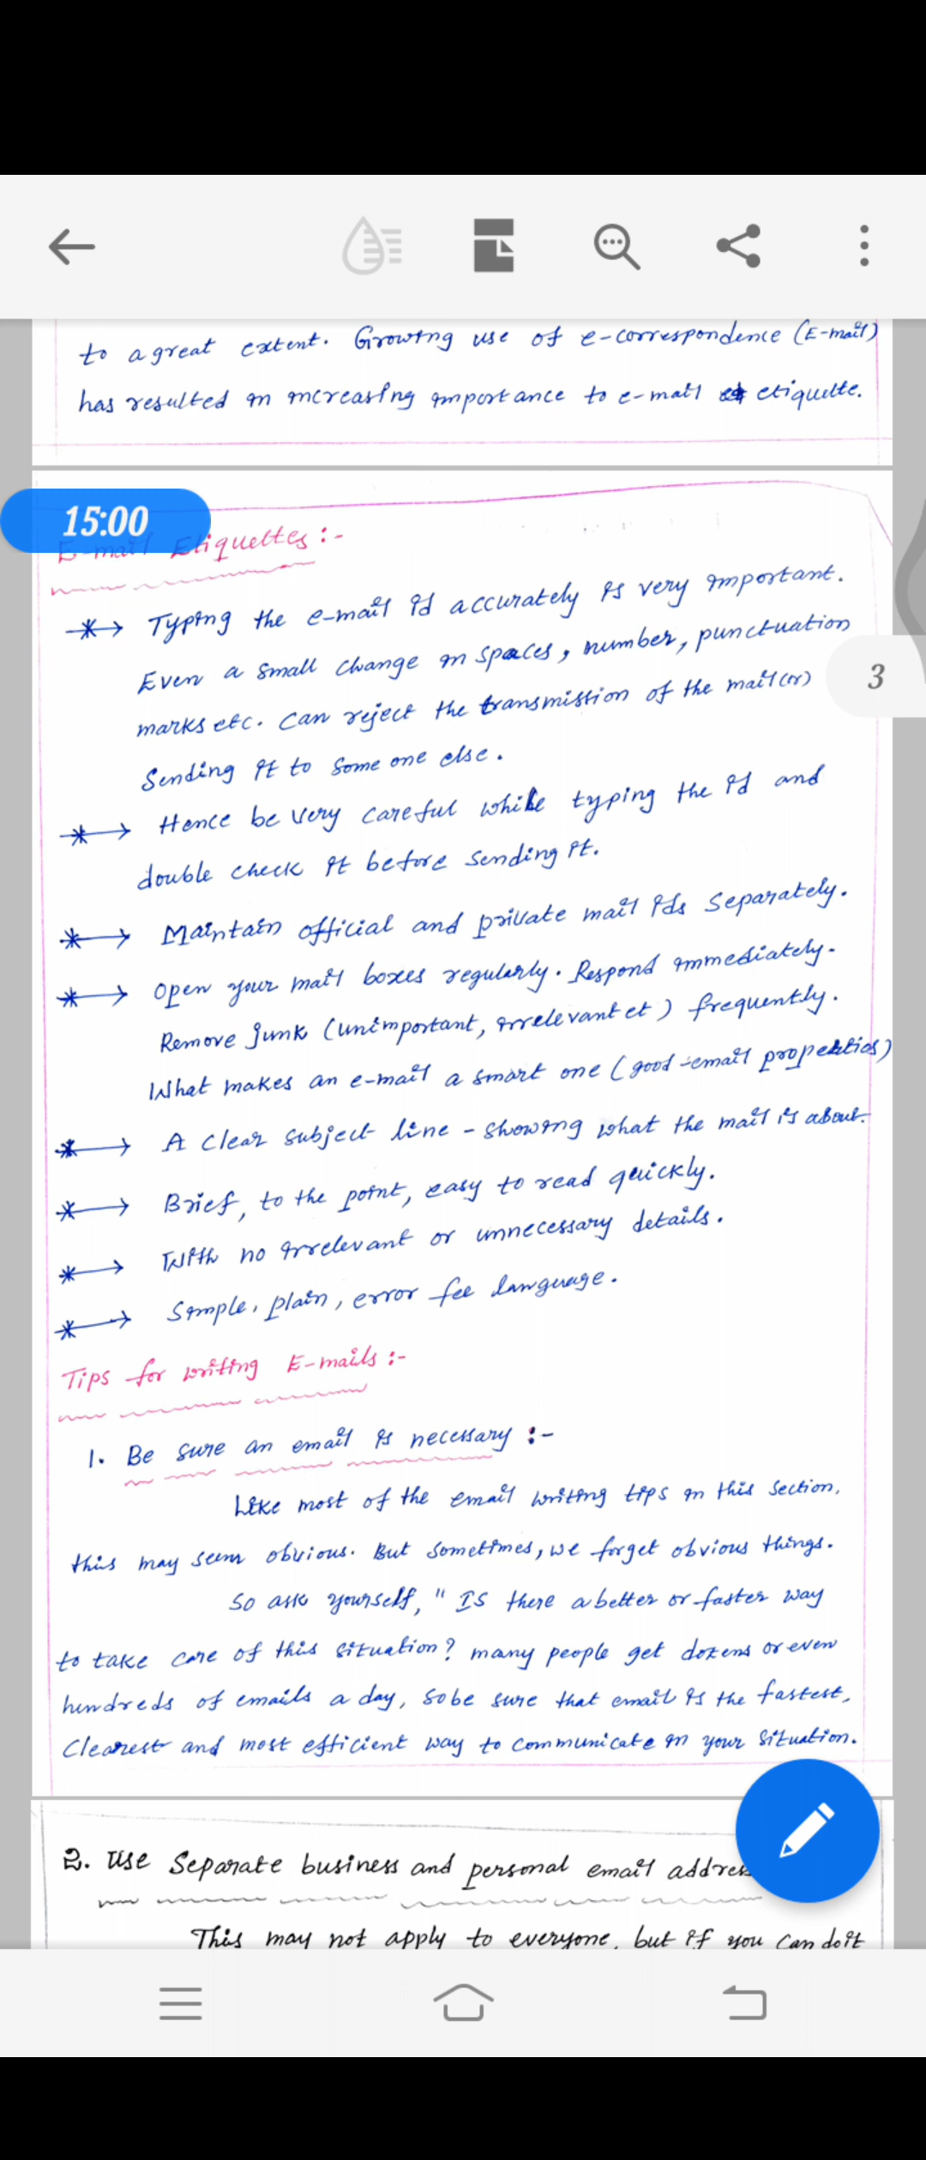 to a great extent. Growing use of e-correspondence (E-mail)
has resulted in increasing importance to e-mail etiquette.
15:00
E-mail Etiquettes :-
Typing the e-mail id accurately is very important.
3
Even a small change in spaces, number, punctuation
marks etc. can reject the transmission of the mail (or)
Sending it to some one else.
Hence be very careful while typing the id and
double check it before sending it.
Maintain official and private mail ids Separately.
Open your mail boxes regularly. Respond immediately.
Remove junk (unimportant, irrelevant et) frequently.
What makes an e-mail a smart one (good-email properties)
A clear subject line - showing what the mail is about.
Brief, to the point, easy to read quickly.
With no irrelevant or unnecessary details.
Simple, plain, error fee language.
Tips for writing E-mails :-
1. Be sure an email is necessary :-
Like most of the email writing tips in this section,
this may seem obvious. But sometimes, we forget obvious things.
So ask yourself, " Is there a better or faster way
to take care of this situation? many people get dozens or even
hundreds of emails a day, so be sure that email is the fastest,
clearest and most efficient way to communicate in your situation.
2. Use Separate business and personal email addres
This may not apply to everyone, but if you can do it